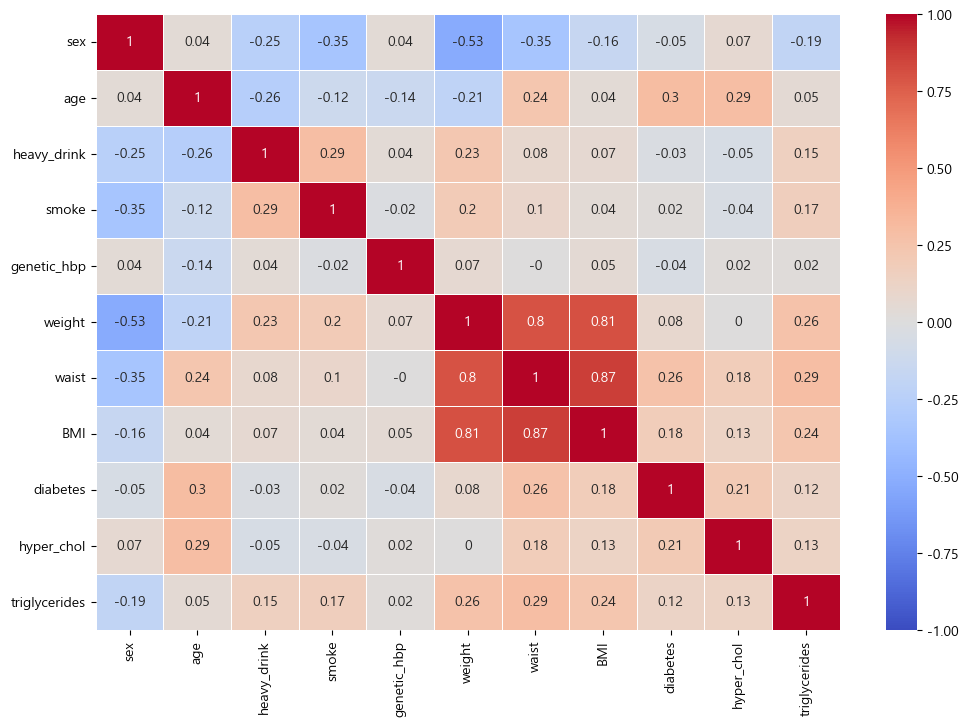 sex 1 0.04 -0.25 -0.35 0.04 -0.53 -0.35 -0.16 -0.05 0.07 -0.19
age 0.04 1 -0.26 -0.12 -0.14 -0.21 0.24 0.04 0.3 0.29 0.05
heavy_drink -0.25 -0.26 1 0.29 0.04 0.23 0.08 0.07 -0.03 -0.05 0.15
smoke -0.35 -0.12 0.29 1 -0.02 0.2 0.1 0.04 0.02 -0.04 0.17
genetic_hbp 0.04 -0.14 0.04 -0.02 1 0.07 -0 0.05 -0.04 0.02 0.02
weight -0.53 -0.21 0.23 0.2 0.07 1 0.8 0.81 0.08 0 0.26
waist -0.35 0.24 0.08 0.1 -0 0.8 1 0.87 0.26 0.18 0.29
BMI -0.16 0.04 0.07 0.04 0.05 0.81 0.87 1 0.18 0.13 0.24
diabetes -0.05 0.3 -0.03 0.02 -0.04 0.08 0.26 0.18 1 0.21 0.12
hyper_chol 0.07 0.29 -0.05 -0.04 0.02 0 0.18 0.13 0.21 1 0.13
triglycerides -0.19 0.05 0.15 0.17 0.02 0.26 0.29 0.24 0.12 0.13 1
sex age heavy_drink smoke genetic_hbp weight waist BMI diabetes hyper_chol triglycerides
1.00
0.75
0.50
0.25
0.00
-0.25
-0.50
-0.75
-1.00